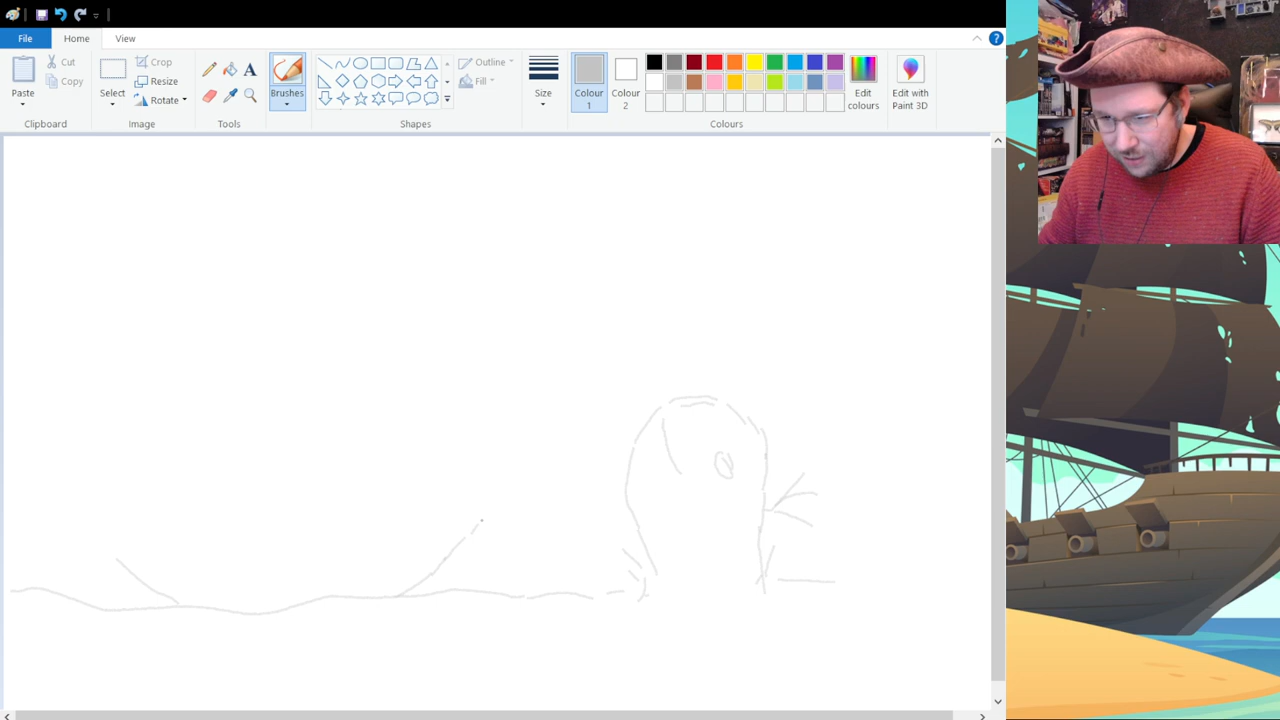 File
Home
View
Paste
Cut
Copy
Clipboard
Select
Crop
Resize
Rotate
Image
A
Tools
Brushes
Shapes
Outline
Fill
Size
Colour 1
Colour 2
Edit colours
Edit with Paint 3D
Colours
?